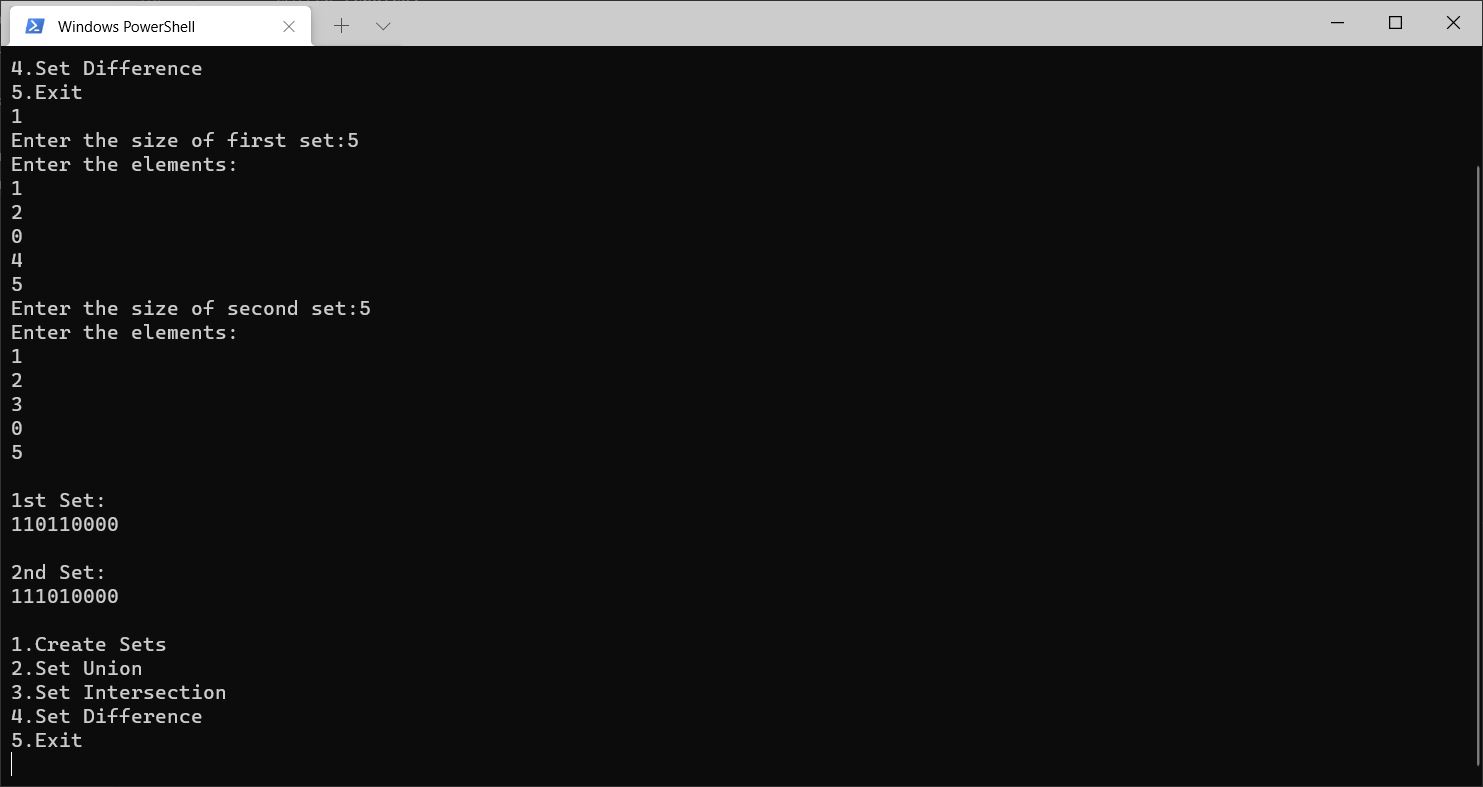 Windows PowerShell
4.Set Difference
5.Exit
1
Enter the size of first set:5
Enter the elements:
1
2
0
4
5
Enter the size of second set:5
Enter the elements:
1
2
3
0
5
1st Set:
110110000
2nd Set:
111010000
1.Create Sets
2.Set Union
3.Set Intersection
4.Set Difference
5.Exit